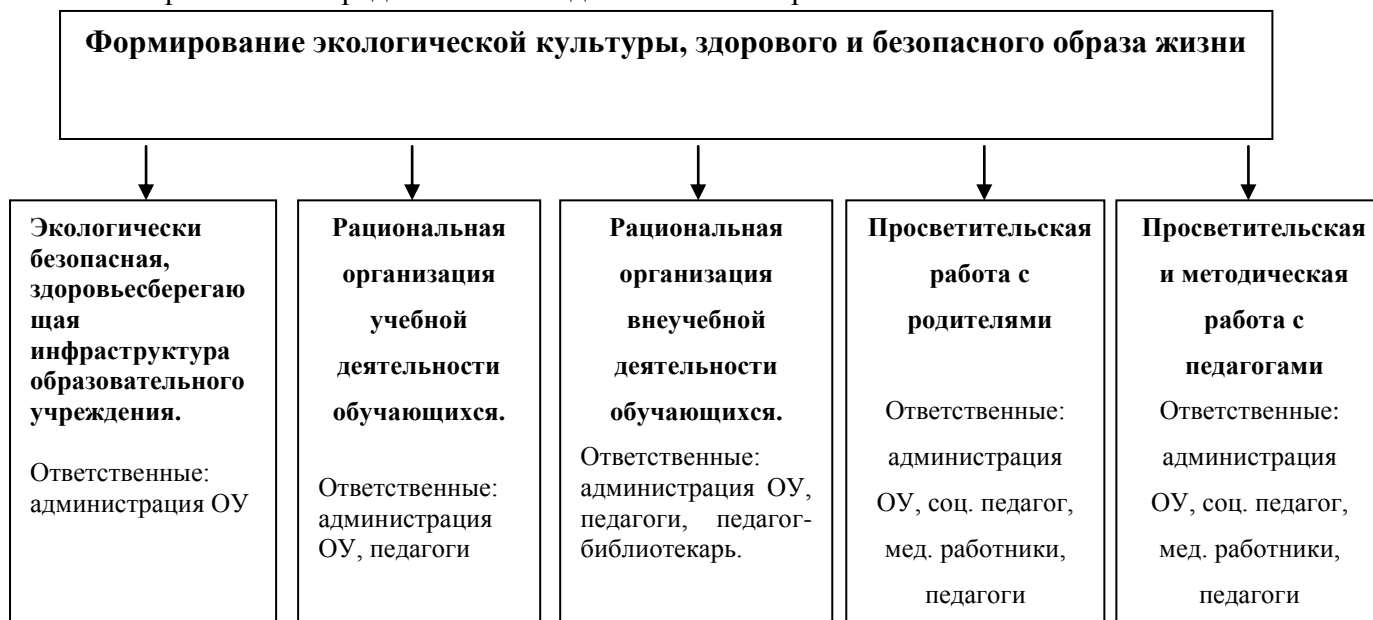 Формирование экологической культуры, здорового и безопасного образа жизни
Экологически
безопасная,
здоровьесберегаю
щая
инфраструктура
образовательного
учреждения.
Ответственные:
администрация ОУ
Рациональная
организация
учебной
деятельности
обучающихся.
Ответственные:
администрация
ОУ, педагоги
Рациональная
организация
внеучебной
деятельности
обучающихся.
Ответственные:
администрация ОУ,
педагоги, педагог-
библиотекарь.
Просветительская
работа с
родителями
Ответственные:
администрация
ОУ, соц. педагог,
мед. работники,
педагоги
Просветительская
и методическая
работа с
педагогами
Ответственные:
администрация
ОУ, соц. педагог,
мед. работники,
педагоги